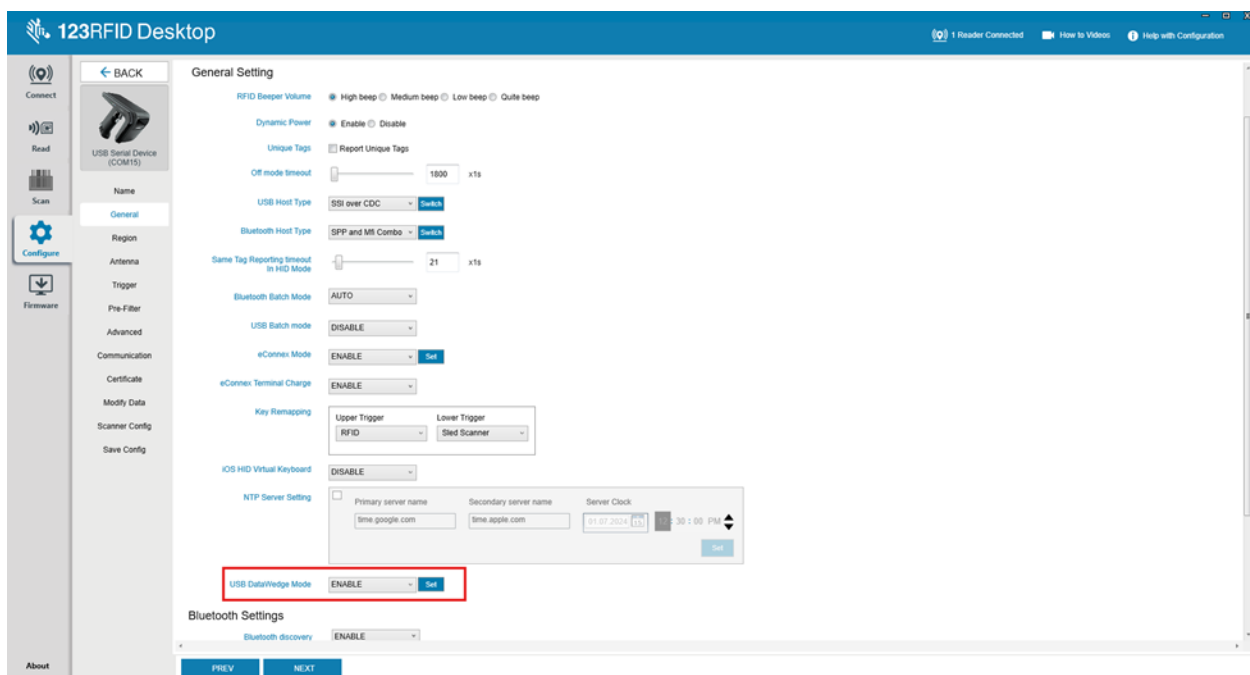 123RFID Desktop
1 Reader Connected
How to Videos
Help with Configuration
Connect
Read
Scan
Configure
Firmware
About
BACK
USB Serial Device
(COM15)
Name
General
Region
Antenna
Trigger
Pre-Filter
Advanced
Communication
Certificate
Modify Data
Scanner Config
Save Config
General Setting
RFID Beeper Volume High beep Medium beep Low beep Quite beep
Dynamic Power Enable Disable
Unique Tags Report Unique Tags
Off mode timeout 1800 x1s
USB Host Type SSI over CDC Switch
Bluetooth Host Type SPP and Mfi Combo Switch
Same Tag Reporting timeout
In HID Mode 21 x1s
Bluetooth Batch Mode AUTO
USB Batch mode DISABLE
eConnex Mode ENABLE Set
eConnex Terminal Charge ENABLE
Key Remapping
Upper Trigger Lower Trigger
RFID Sled Scanner
iOS HID Virtual Keyboard DISABLE
NTP Server Setting
Primary server name Secondary server name Server Clock
time.google.com time.apple.com 01.07.2024 15 12 : 30 : 00 PM
Set
USB DataWedge Mode ENABLE Set
Bluetooth Settings
Bluetooth discovery ENABLE
PREV NEXT